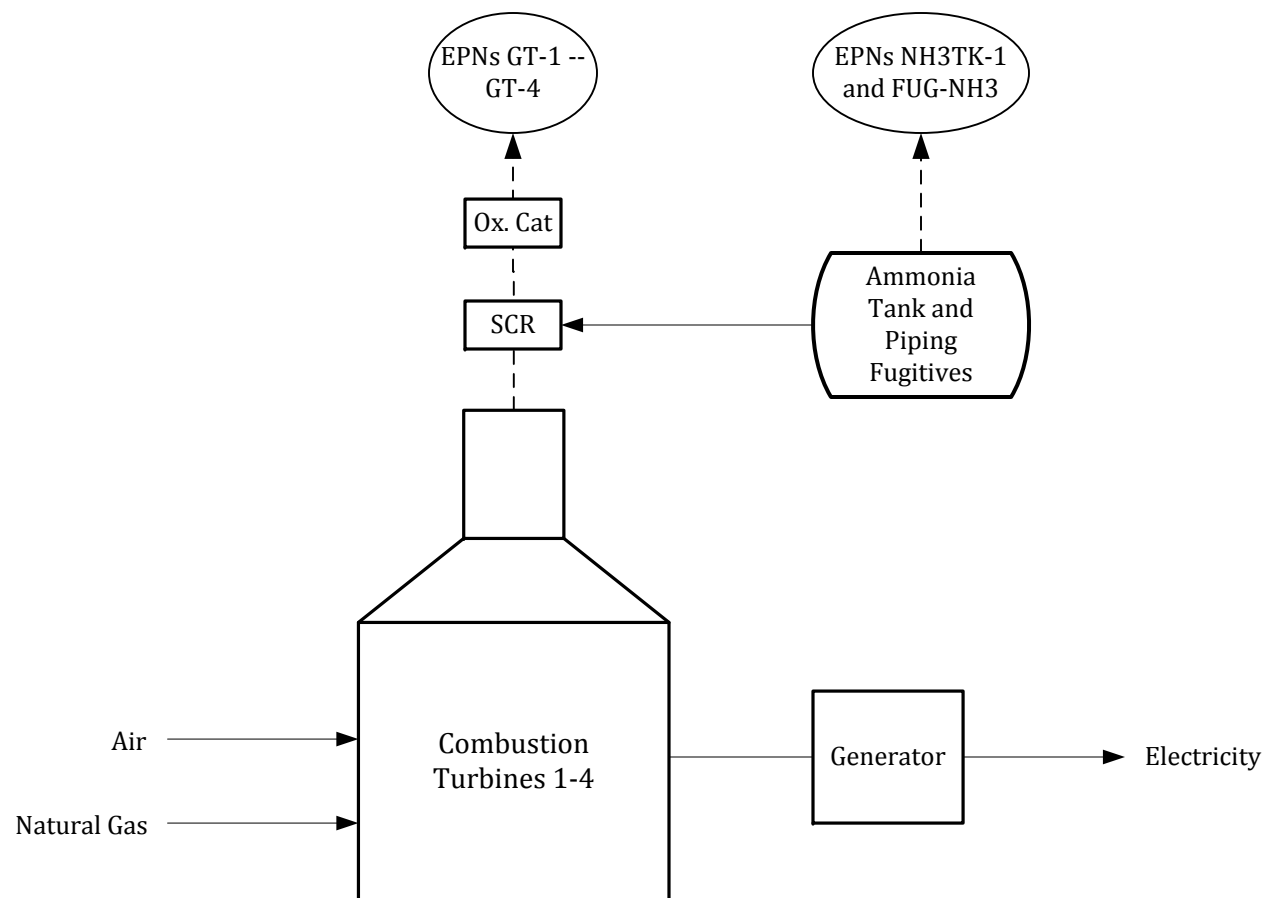 EPNs GT-1 --
GT-4
EPNs NH3TK-1
and FUG-NH3
Ox. Cat
SCR
Ammonia
Tank and
Piping
Fugitives
Air
Natural Gas
Combustion
Turbines 1-4
Generator
Electricity